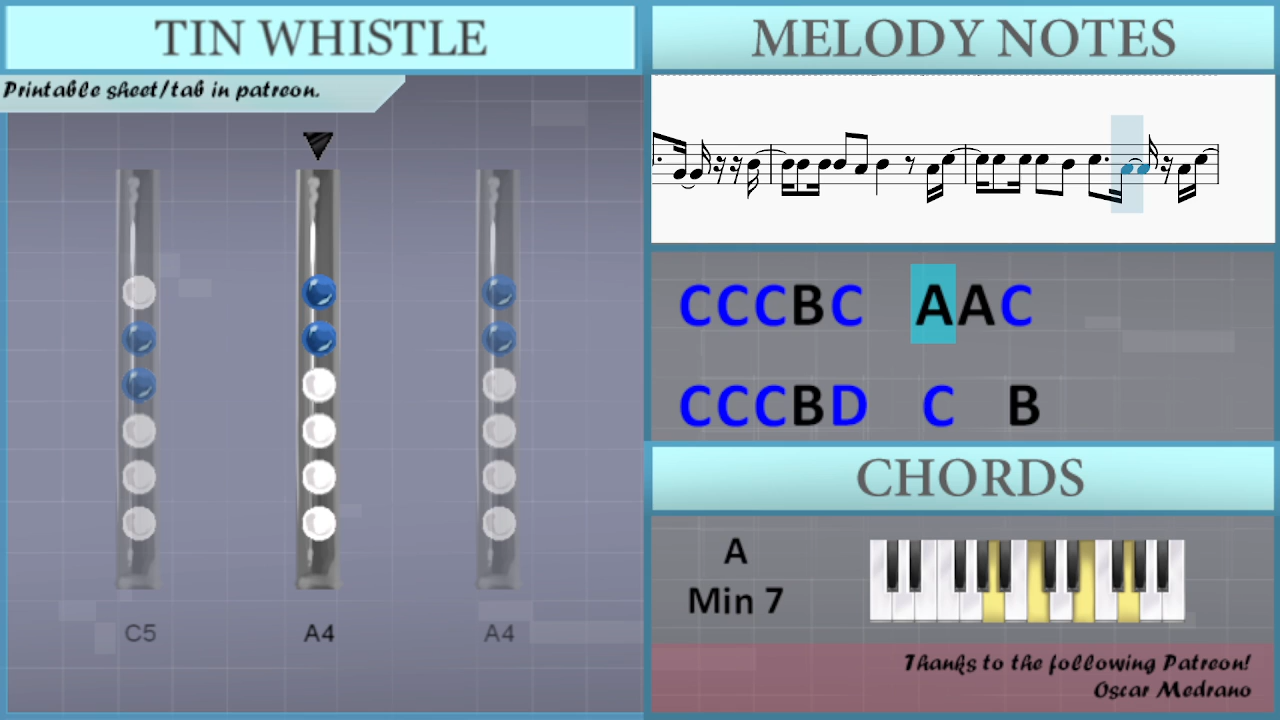 TIN WHISTLE
Printable sheet/tab in patreon.
C5 A4 A4
MELODY NOTES
CCCBC AAC
CCCBD C B
CHORDS
A
Min 7
Thanks to the following Patreon!
Oscar Medrano